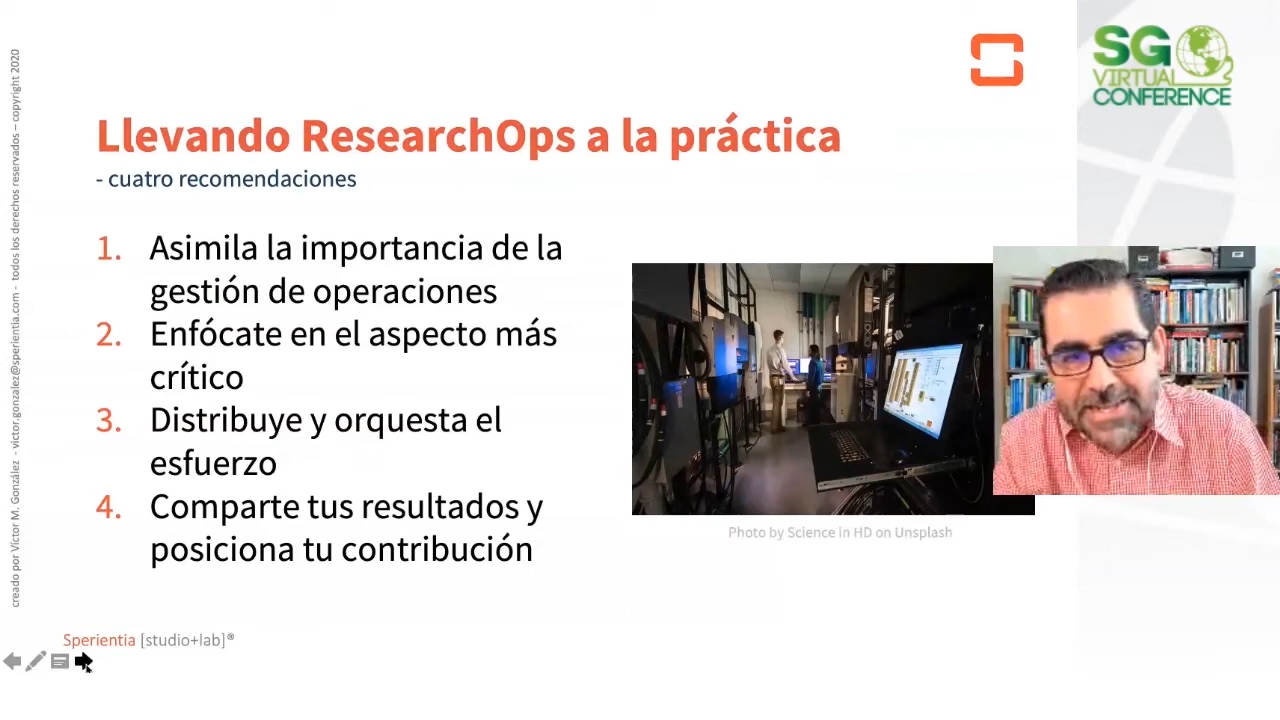 SG
VIRTUAL
CONFERENCE
Llevando ResearchOps a la práctica
- cuatro recomendaciones
1. Asimila la importancia de la
gestión de operaciones
2. Enfócate en el aspecto más
crítico
3. Distribuye y orquesta el
esfuerzo
4. Comparte tus resultados y
posiciona tu contribución
Photo by Science in HD on Unsplash
Sperientia [studio+lab]®
creado por Víctor M. González - victor.gonzalez@sperientia.com - todos los derechos reservados – copyright 2020